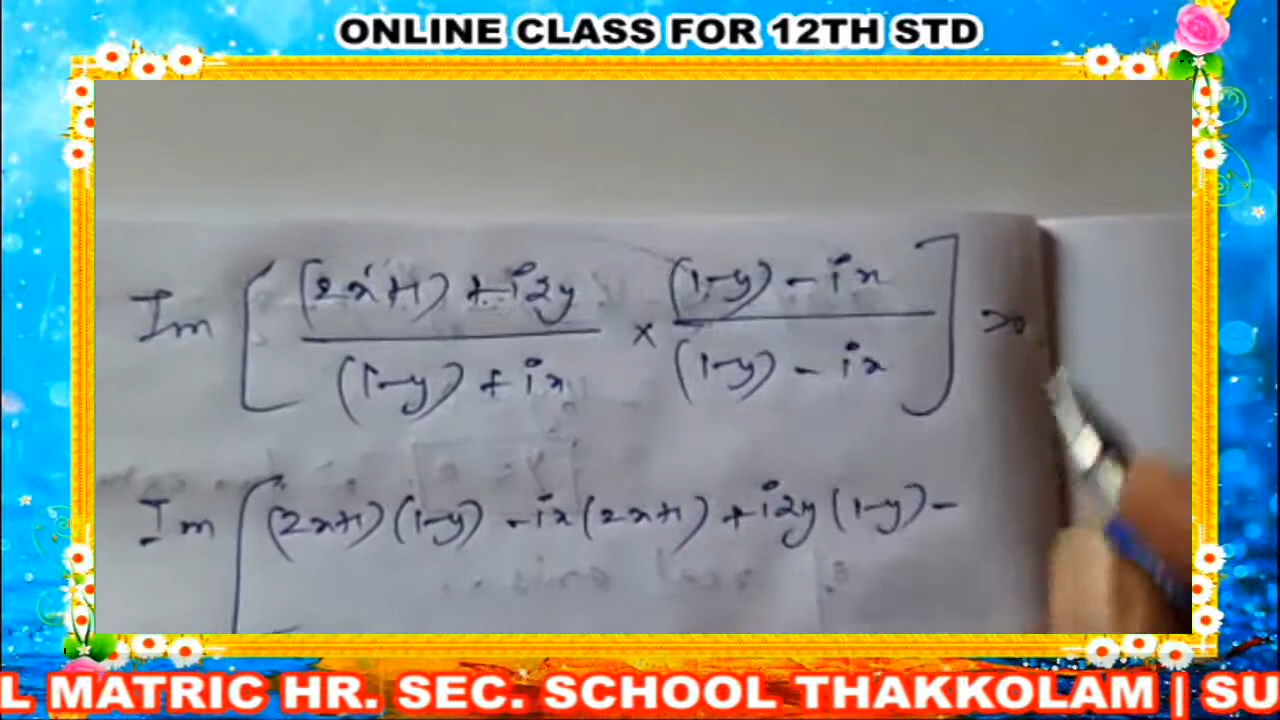 ONLINE CLASS FOR 12TH STD
Im [ (2x+1) + i2y / (1-y) + ix × (1-y) - ix / (1-y) - ix ] >0
Im [ (2x+1)(1-y) - ix(2x+1) + i2y(1-y) -
L MATRIC HR. SEC. SCHOOL THAKKOLAM | SU